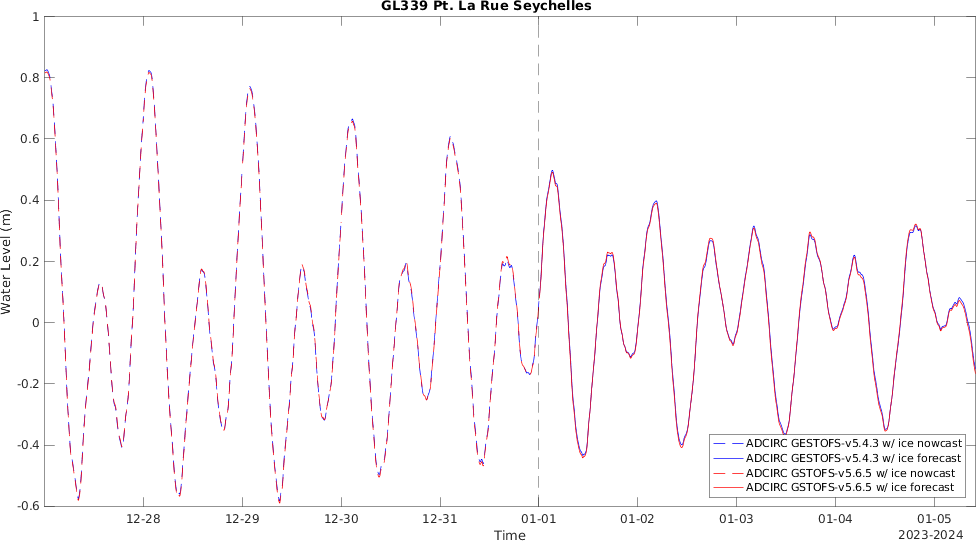 GL339 Pt. La Rue Seychelles
1
0.8
0.6
0.4
0.2
0
-0.2
-0.4
-0.6
Water Level (m)
ADCIRC GESTOFS-v5.4.3 w/ ice nowcast
ADCIRC GESTOFS-v5.4.3 w/ ice forecast
ADCIRC GSTOFS-v5.6.5 w/ ice nowcast
ADCIRC GSTOFS-v5.6.5 w/ ice forecast
12-28 12-29 12-30 12-31 01-01 01-02 01-03 01-04 01-05
Time
2023-2024